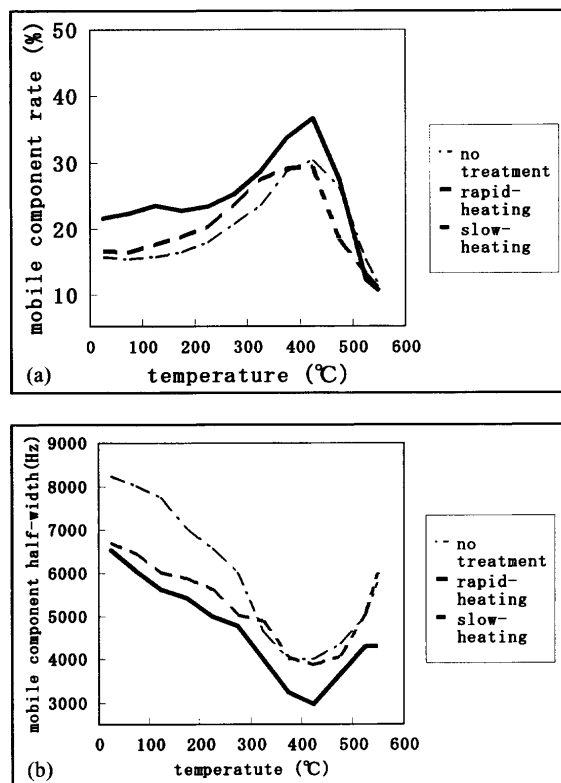 mobile component rate (%)
50
40
30
20
10
0 100 200 300 400 500 600
temperature (℃)
(a)
no
treatment
rapid-
heating
slow-
heating
mobile component half-width(Hz)
9000
8000
7000
6000
5000
4000
3000
0 100 200 300 400 500 600
temperatute (℃)
(b)
no
treatment
rapid-
heating
slow-
heating